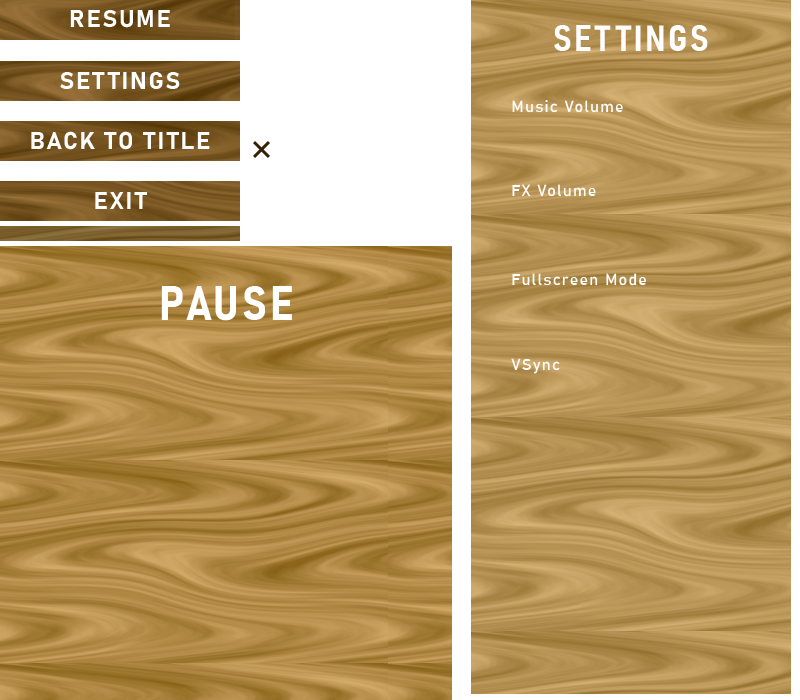 RESUME
SETTINGS
BACK TO TITLE
EXIT
PAUSE
SETTINGS
Music Volume
FX Volume
Fullscreen Mode
VSync